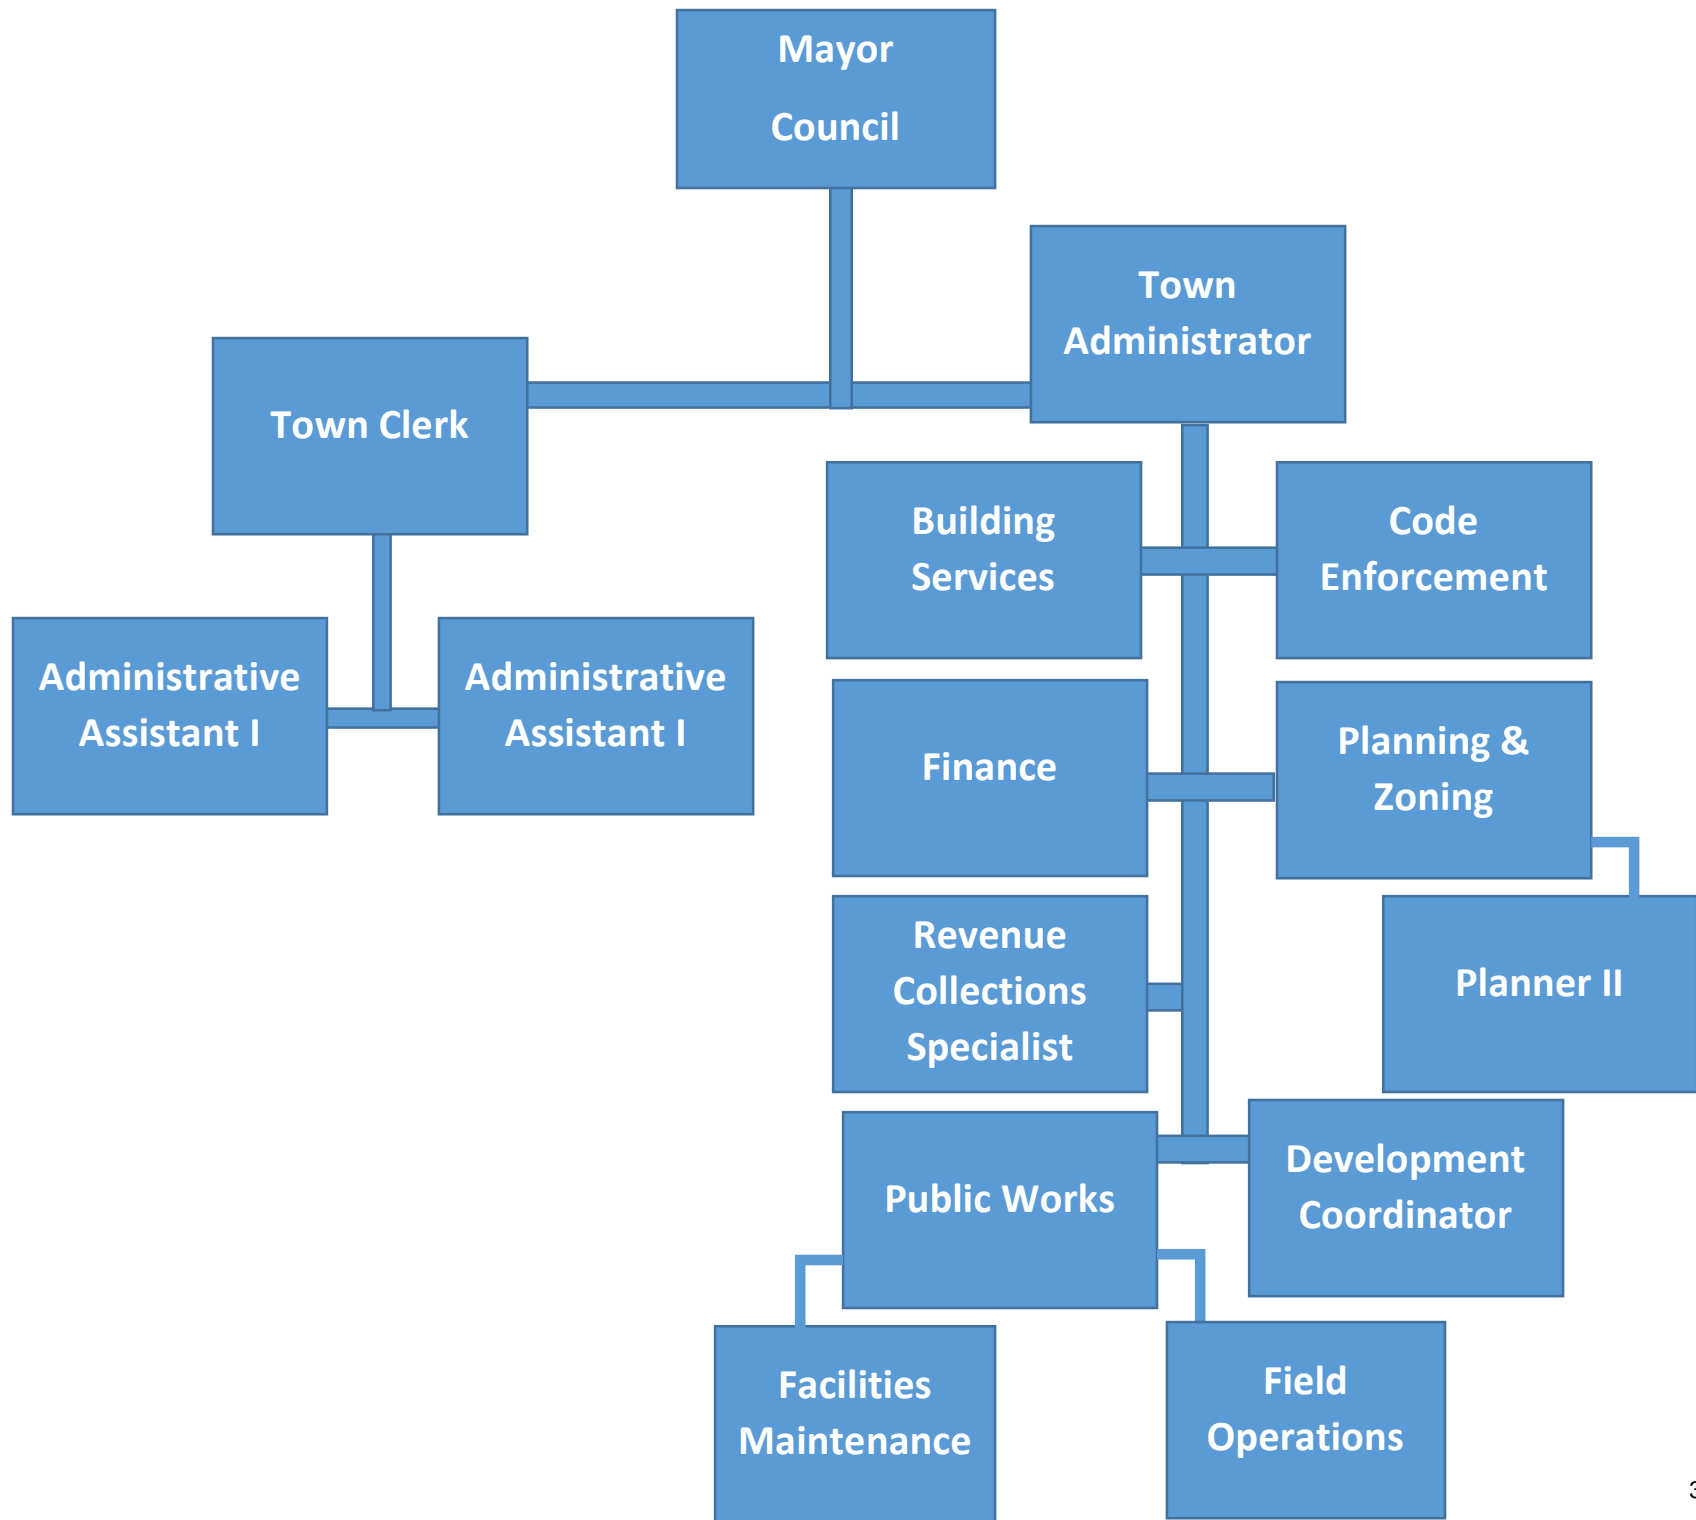 Mayor
Council
Town
Administrator
Town Clerk
Building
Services
Code
Enforcement
Administrative
Assistant I
Administrative
Assistant I
Finance
Planning &
Zoning
Revenue
Collections
Specialist
Planner II
Public Works
Development
Coordinator
Facilities
Maintenance
Field
Operations
3